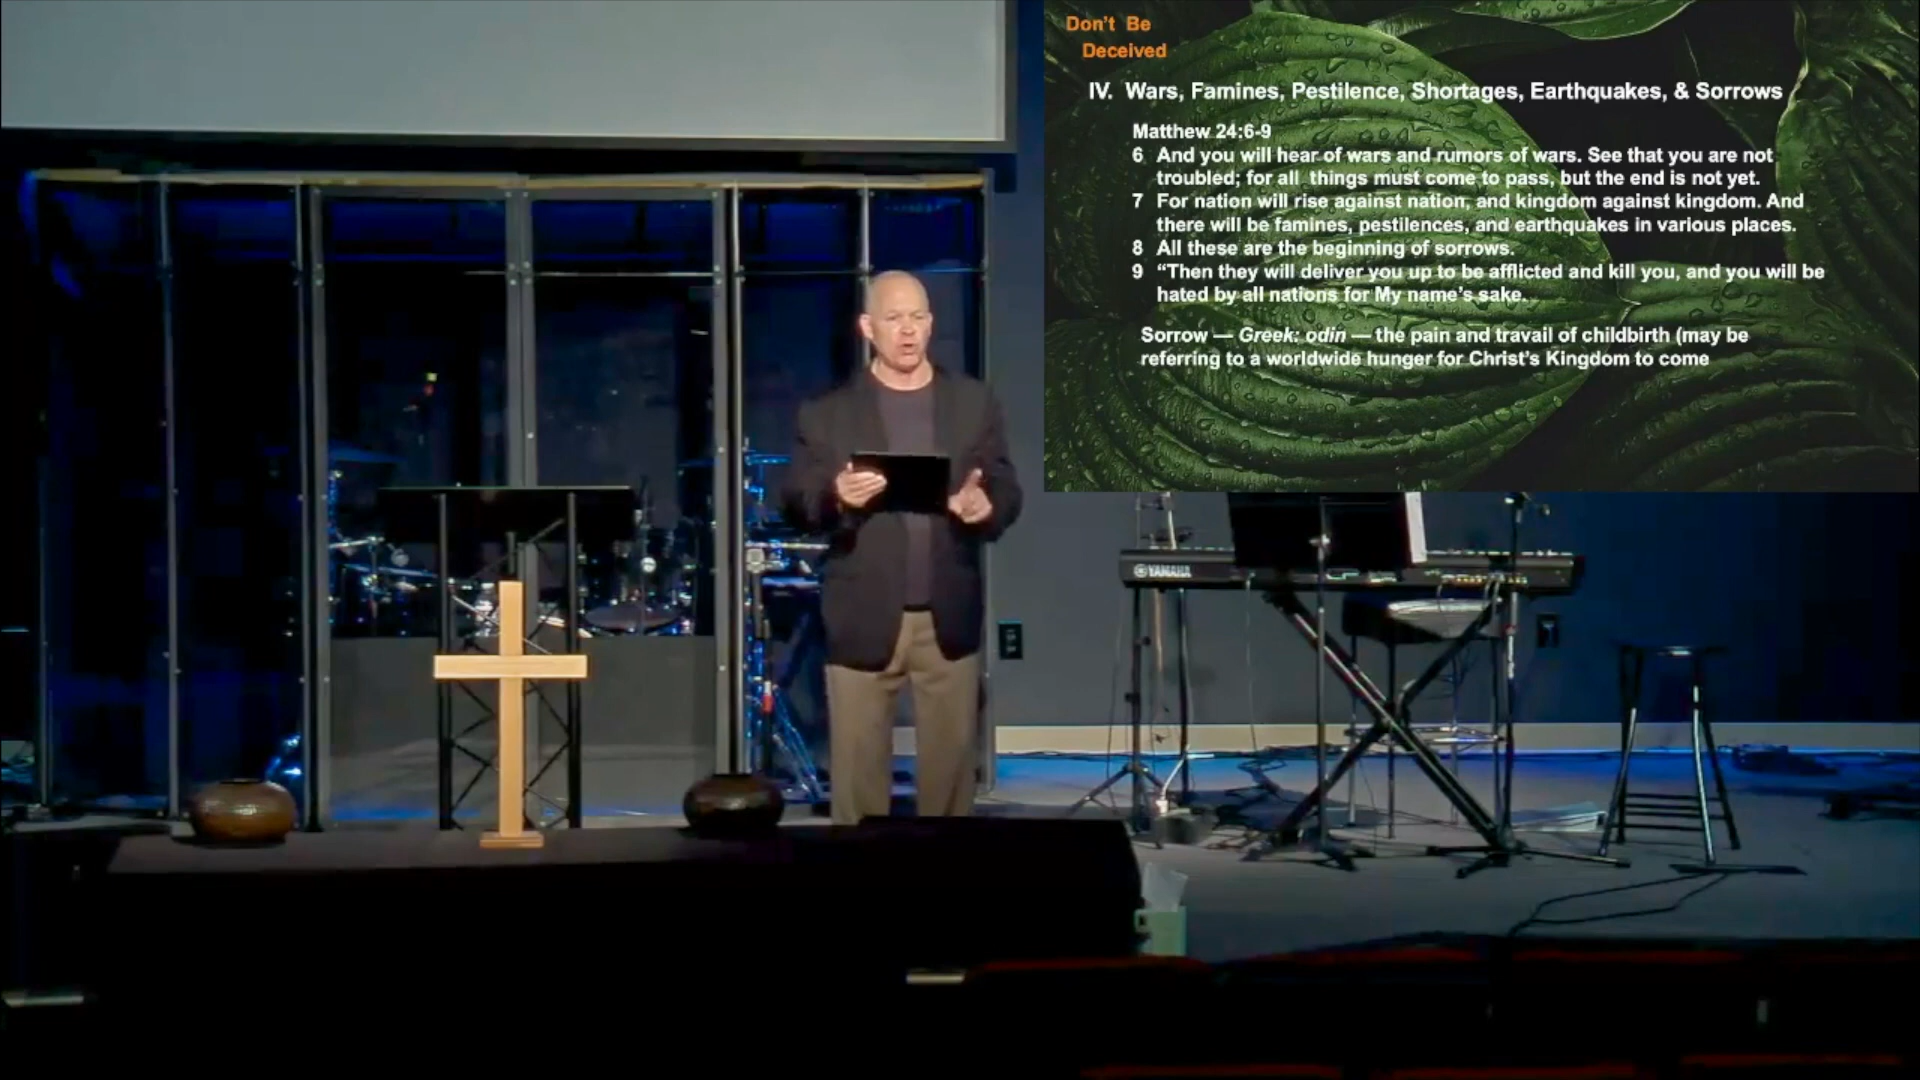 Don't Be
Deceived
IV. Wars, Famines, Pestilence, Shortages, Earthquakes, & Sorrows
Matthew 24:6-9
6 And you will hear of wars and rumors of wars. See that you are not
troubled; for all things must come to pass, but the end is not yet.
7 For nation will rise against nation, and kingdom against kingdom. And
there will be famines, pestilences, and earthquakes in various places.
8 All these are the beginning of sorrows.
9 “Then they will deliver you up to be afflicted and kill you, and you will be
hated by all nations for My name's sake.
Sorrow — Greek: odin — the pain and travail of childbirth (may be
referring to a worldwide hunger for Christ's Kingdom to come
YAMAHA